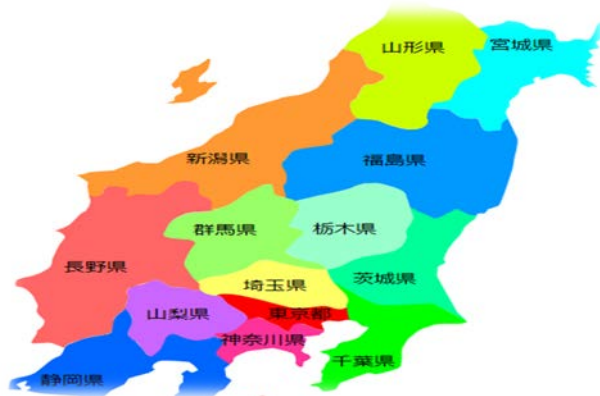 山形県
宮城県
新潟県
福島県
群馬県
栃木県
長野県
茨城県
埼玉県
山梨県
東京都
神奈川県
千葉県
静岡県